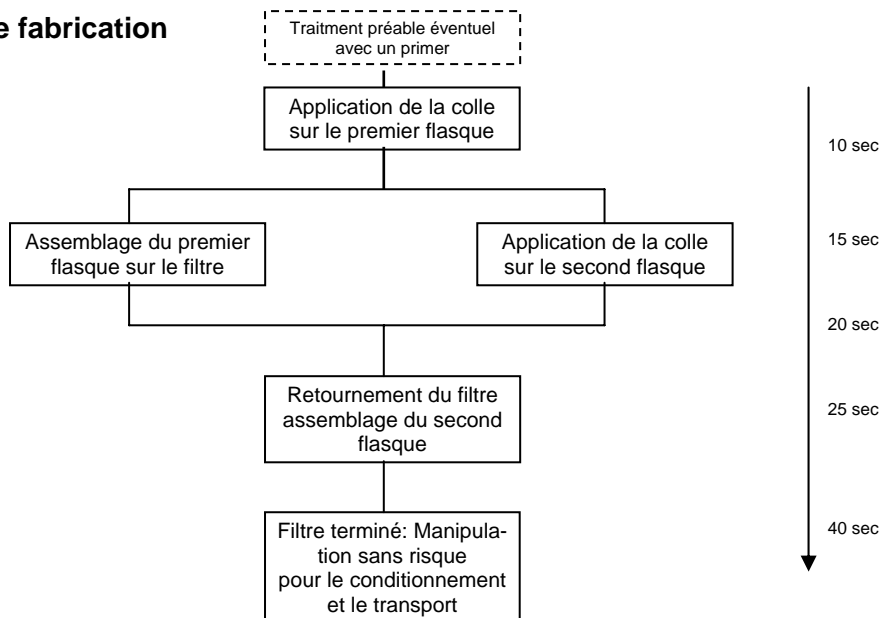 e fabrication
Traitment préable éventuel
avec un primer
Application de la colle
sur le premier flasque
10 sec
Assemblage du premier
flasque sur le filtre
Application de la colle
sur le second flasque
15 sec
20 sec
Retournement du filtre
assemblage du second
flasque
25 sec
Filtre terminé: Manipula-
tion sans risque
pour le conditionnement
et le transport
40 sec